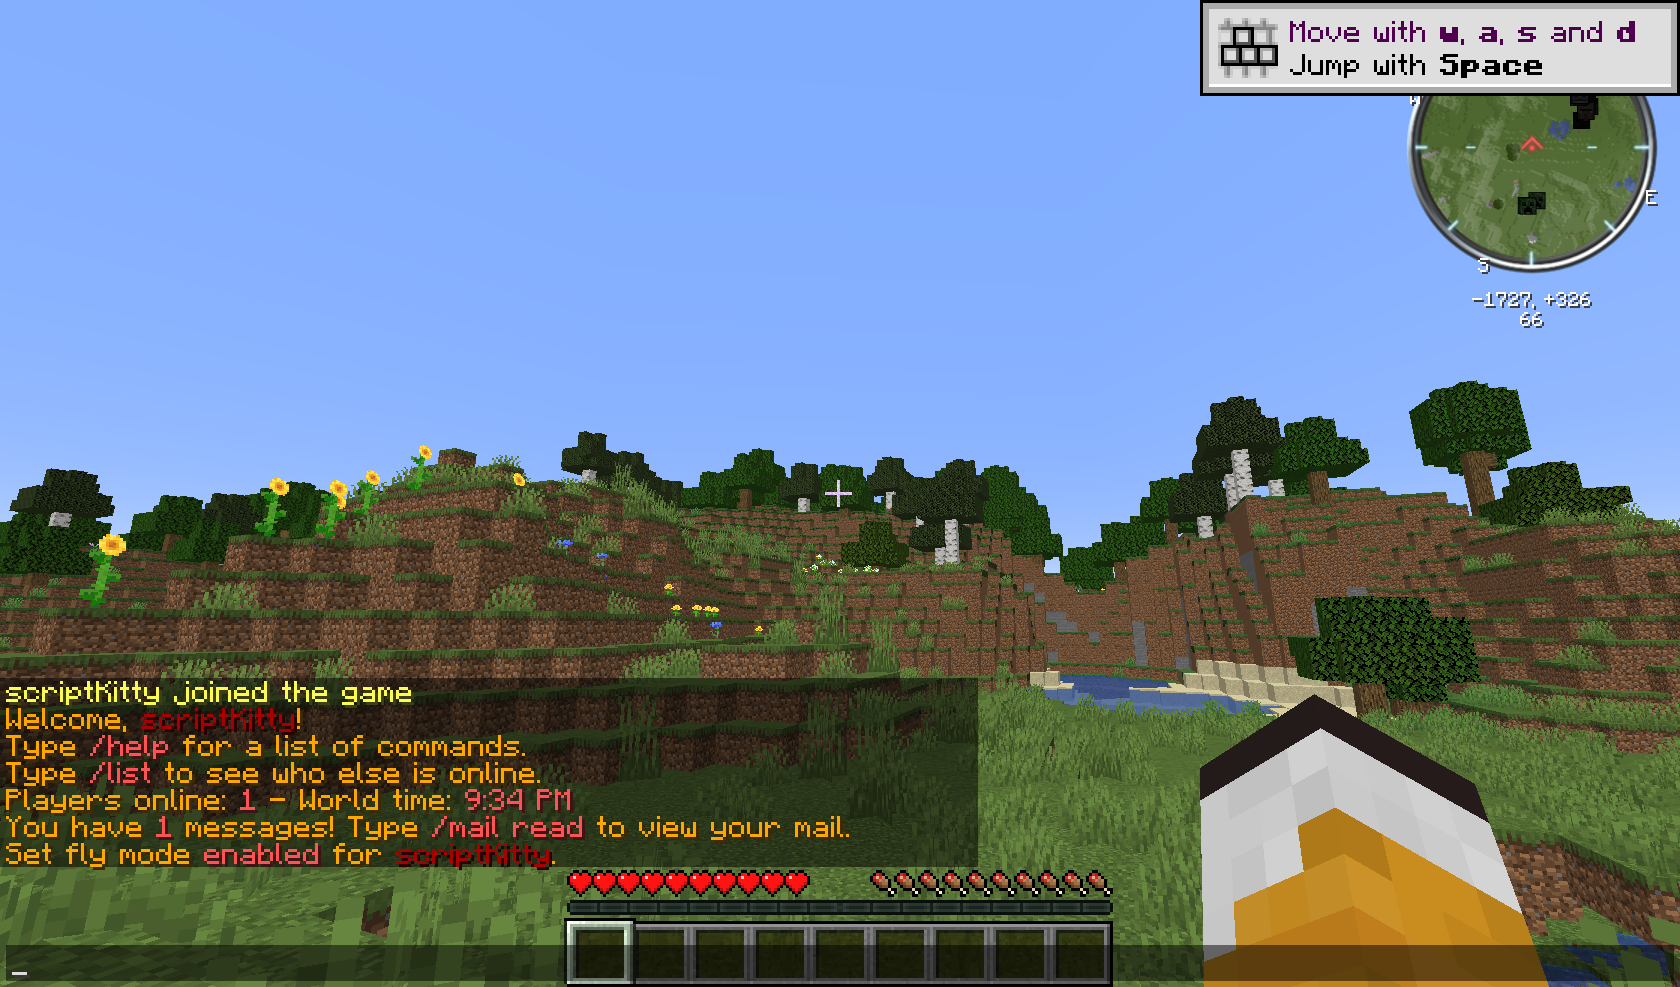 Move with w, a, s and d
Jump with Space
W
E
S
-1727, +326
66
scriptKitty joined the game
Welcome, scriptKitty!
Type /help for a list of commands.
Type /list to see who else is online.
Players online: 1 - World time: 9:34 PM
You have 1 messages! Type /mail read to view your mail.
Set fly mode enabled for scriptKitty.
_